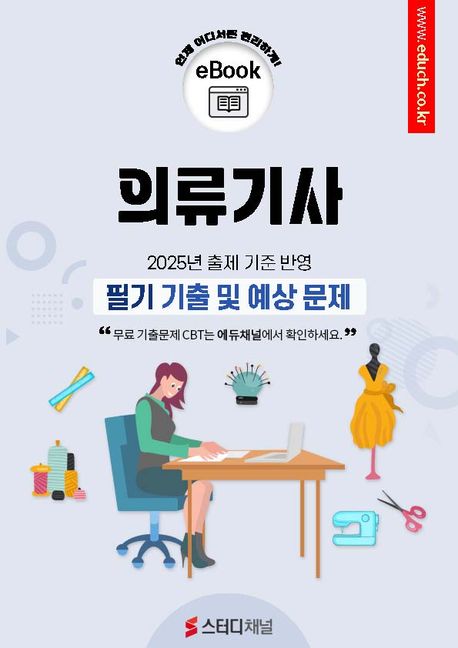 언제 어디서든 편리하게!
eBook
www.educh.co.kr
의류기사
2025년 출제 기준 반영
필기 기출 및 예상 문제
“ 무료 기출문제 CBT는 에듀채널에서 확인하세요. ”
스터디채널